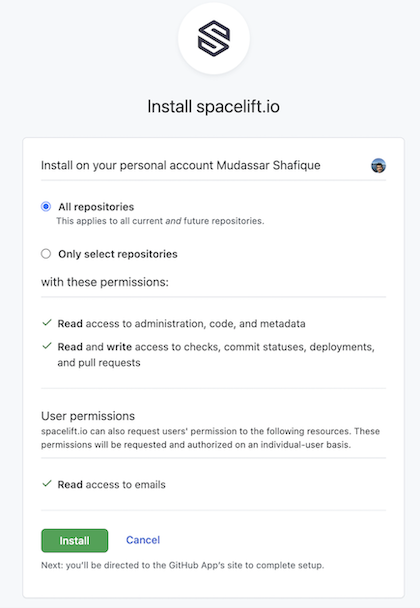 Install spacelift.io
Install on your personal account Mudassar Shafique
All repositories
This applies to all current and future repositories.
Only select repositories
with these permissions:
Read access to administration, code, and metadata
Read and write access to checks, commit statuses, deployments,
and pull requests
User permissions
spacelift.io can also request users' permission to the following resources. These
permissions will be requested and authorized on an individual-user basis.
Read access to emails
Install Cancel
Next: you'll be directed to the GitHub App's site to complete setup.